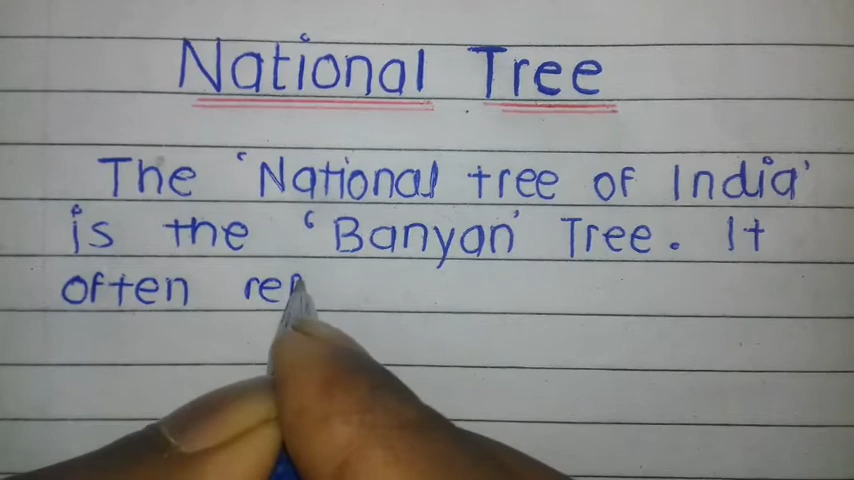 National Tree
The 'National tree of India'
is the 'Banyan' Tree. It
often